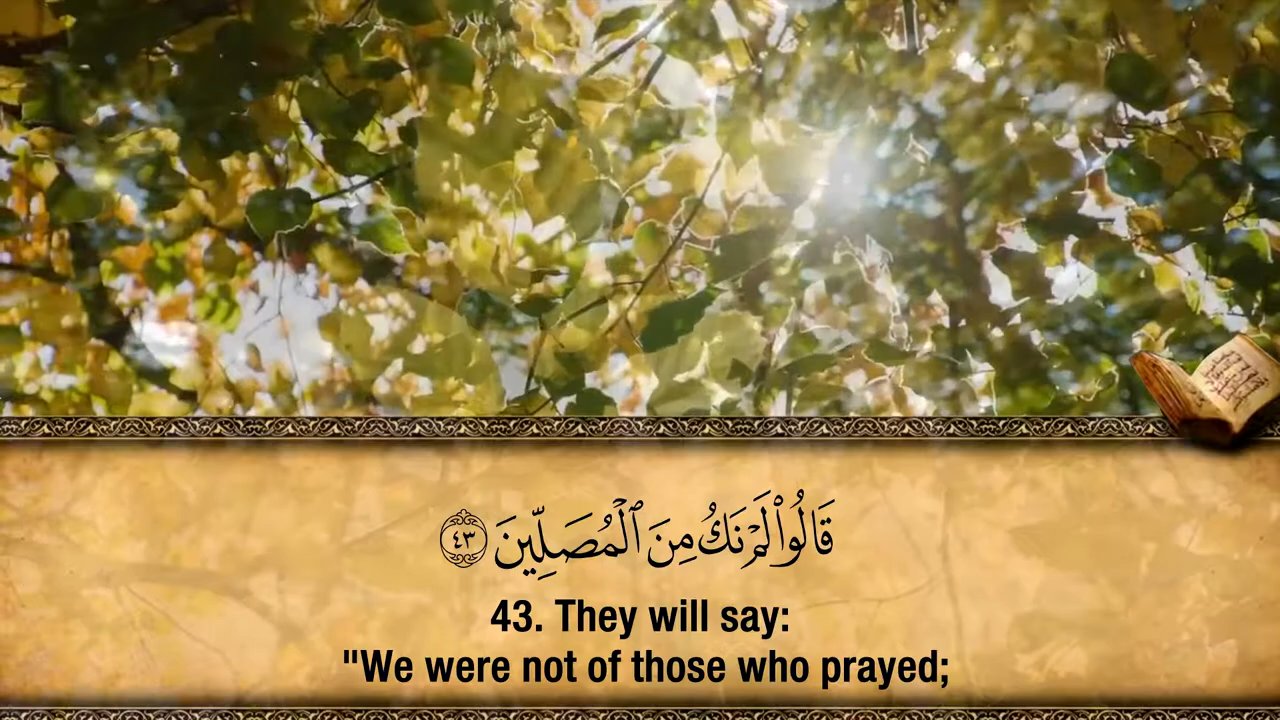 قَالُوا۟ لَمْ نَكُ مِنَ ٱلْمُصَلِّينَ ٤٣
43. They will say:
"We were not of those who prayed;